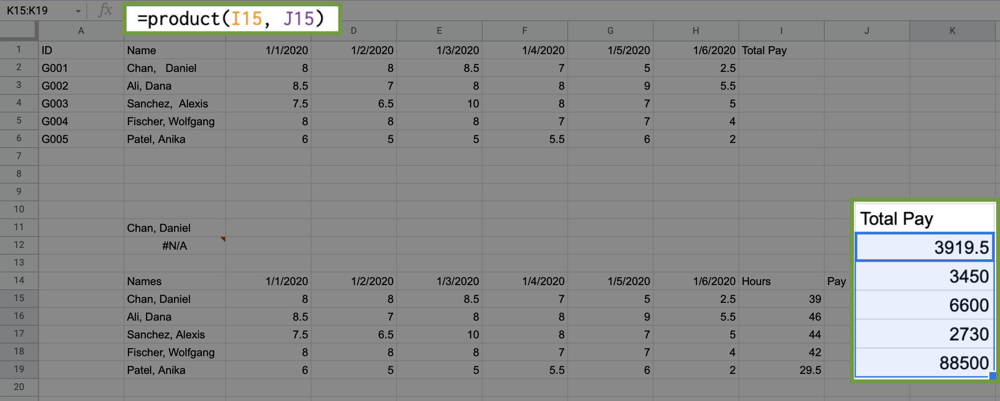 K15:K19 fx =product(I15, J15)
A D E F G H I J K
1 ID Name 1/1/2020 1/2/2020 1/3/2020 1/4/2020 1/5/2020 1/6/2020 Total Pay
2 G001 Chan,   Daniel 8 8 8.5 7 5 2.5
3 G002 Ali, Dana 8.5 7 8 8 9 5.5
4 G003 Sanchez,  Alexis 7.5 6.5 10 8 7 5
5 G004 Fischer, Wolfgang 8 8 8 7 7 4
6 G005 Patel, Anika 6 5 5 5.5 6 2
7
8
9
10 Total Pay
11 Chan, Daniel 3919.5
12 #N/A
13 3450
14 Names 1/1/2020 1/2/2020 1/3/2020 1/4/2020 1/5/2020 1/6/2020 Hours Pay
15 Chan, Daniel 8 8 8.5 7 5 2.5 39 6600
16 Ali, Dana 8.5 7 8 8 9 5.5 46
17 Sanchez, Alexis 7.5 6.5 10 8 7 5 44 2730
18 Fischer, Wolfgang 8 8 8 7 7 4 42
19 Patel, Anika 6 5 5 5.5 6 2 29.5 88500
20